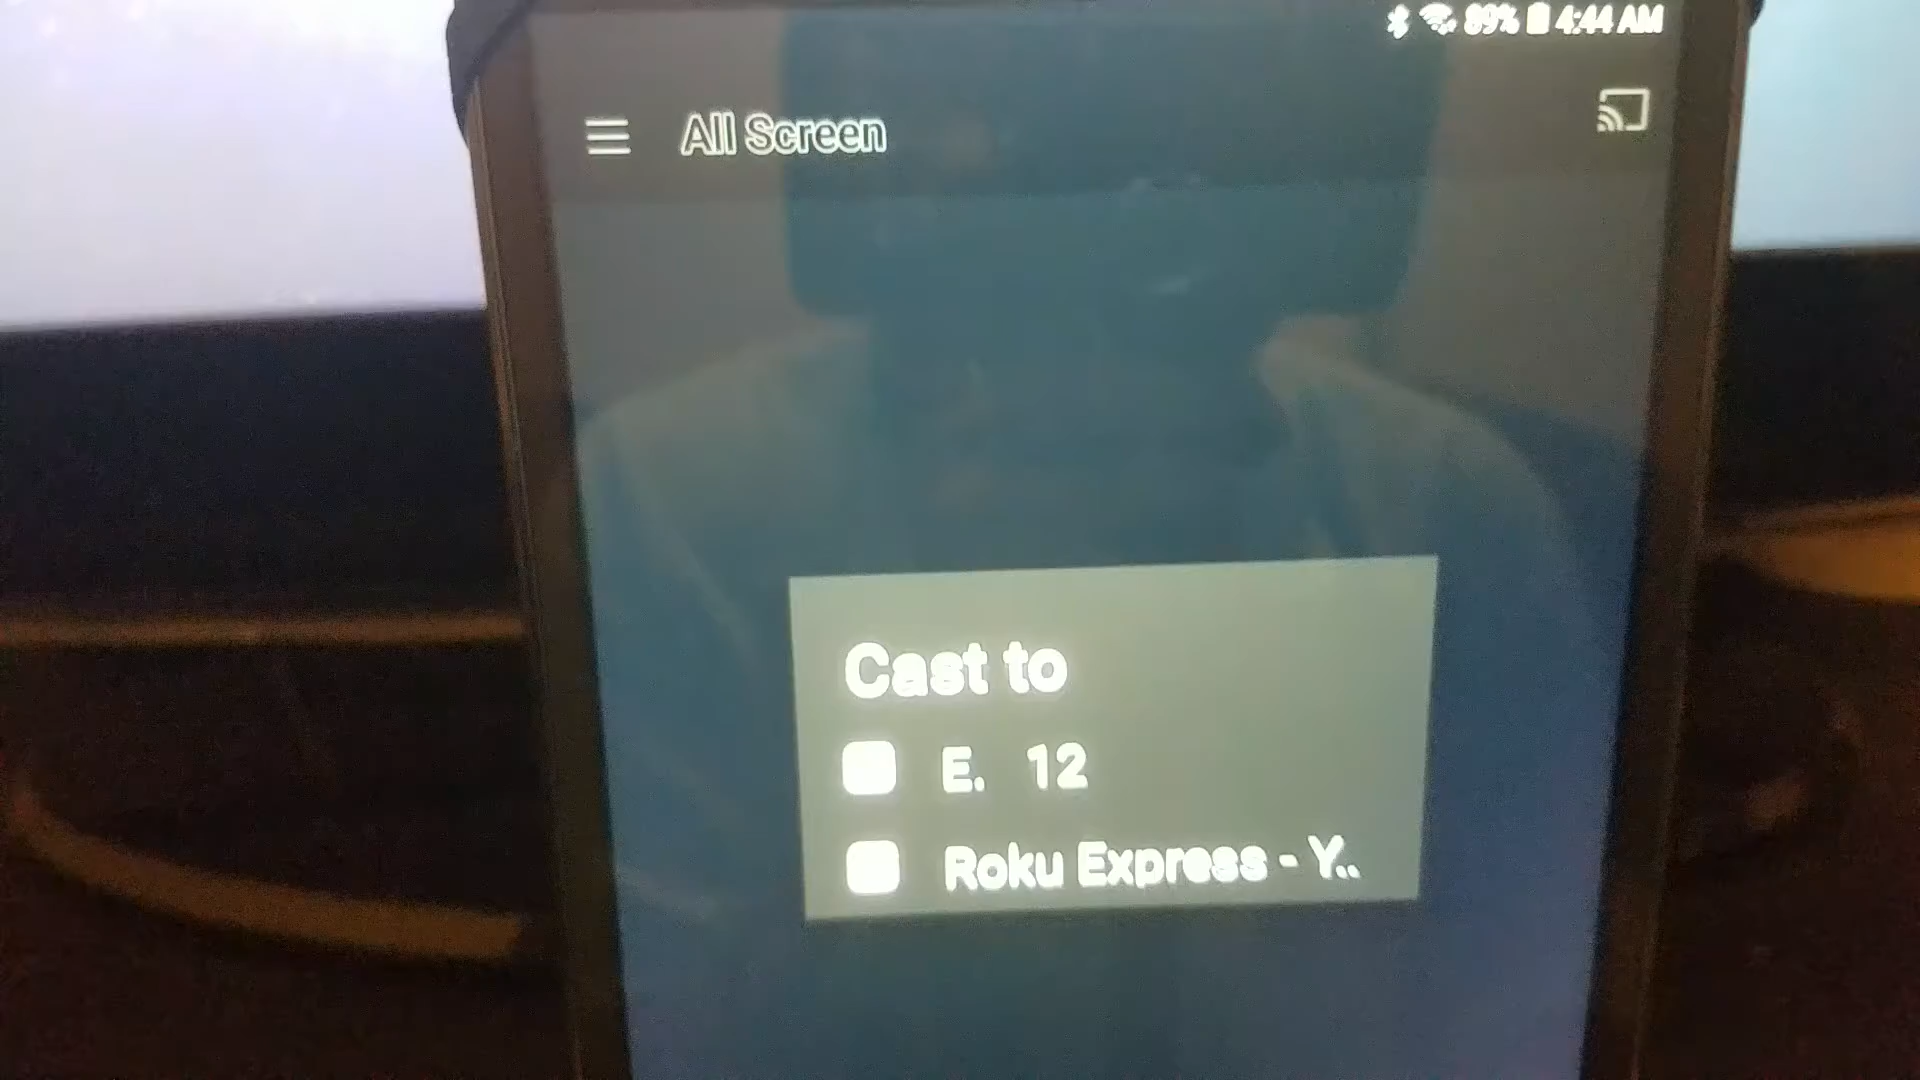 89% 4:44 AM
All Screen
Cast to
E. 12
Roku Express - Y..